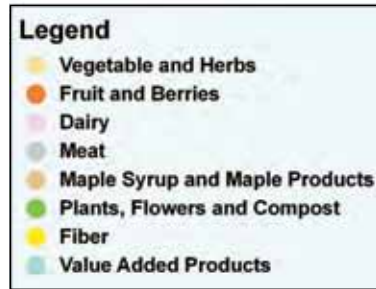 Legend
Vegetable and Herbs
Fruit and Berries
Dairy
Meat
Maple Syrup and Maple Products
Plants, Flowers and Compost
Fiber
Value Added Products